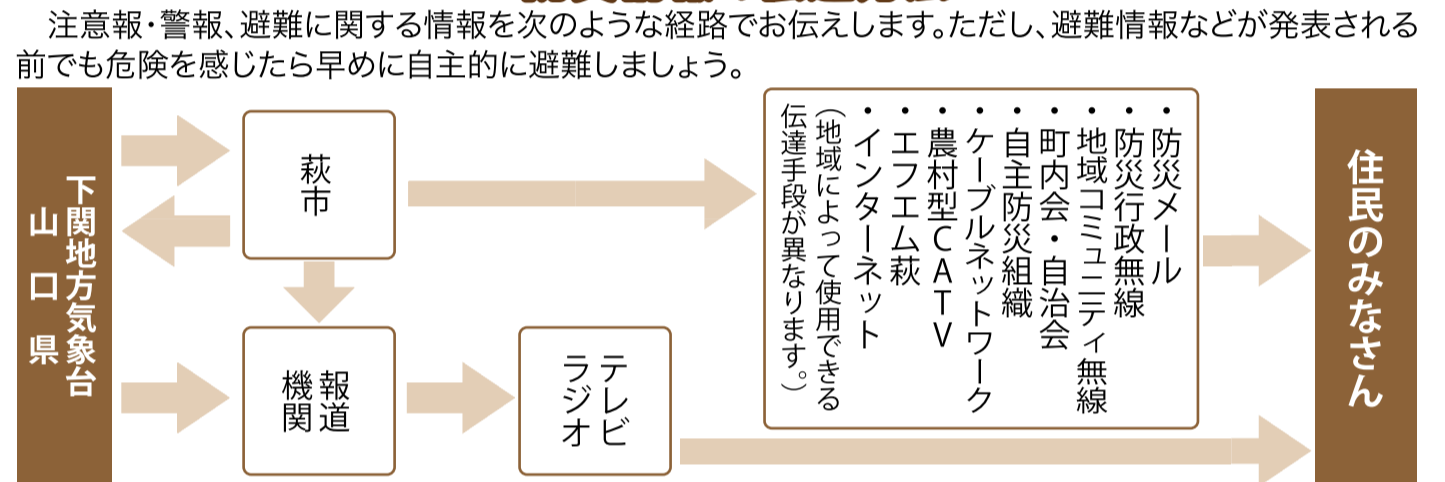 注意報・警報、避難に関する情報を次のような経路でお伝えします。ただし、避難情報などが発表される
前でも危険を感じたら早めに自主的に避難しましょう。
下関地方気象台
山口県
萩市
報道
機関
テレビ
ラジオ
・防災メール
・防災行政無線
・地域コミュニティ無線
・町内会・自治会
・自主防災組織
・ケーブルネットワーク
・農村型CATV
・エフエム萩
・インターネット
（地域によって使用できる
伝達手段が異なります。）
住民のみなさん